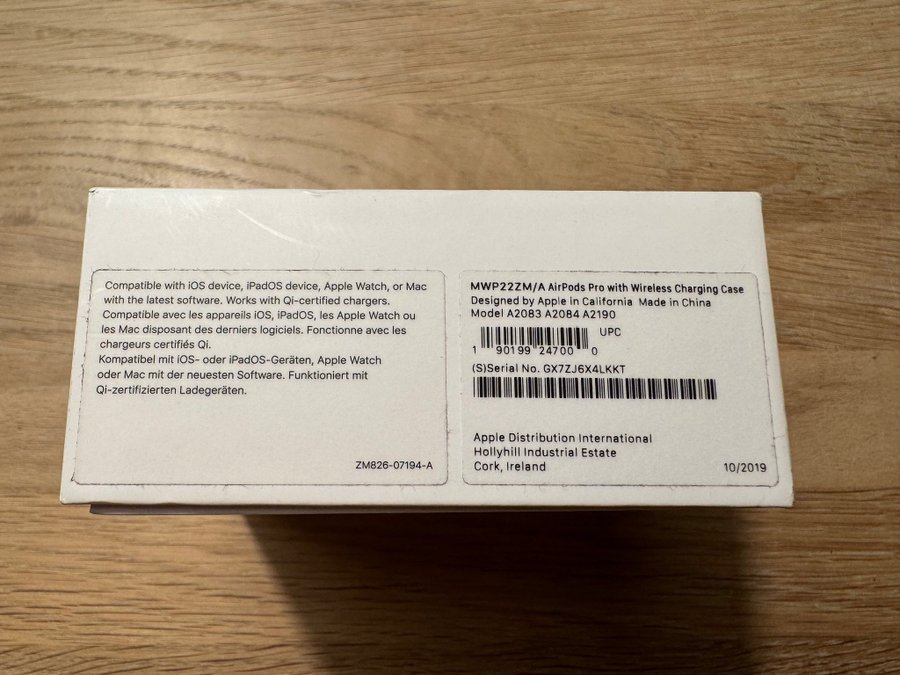 Compatible with iOS device, iPadOS device, Apple Watch, or Mac
with the latest software. Works with Qi-certified chargers.
Compatible avec les appareils iOS, iPadOS, les Apple Watch ou
les Mac disposant des derniers logiciels. Fonctionne avec les
chargeurs certifiés Qi.
Kompatibel mit iOS- oder iPadOS-Geräten, Apple Watch
oder Mac mit der neuesten Software. Funktioniert mit
Qi-zertifizierten Ladegeräten.
ZM826-07194-A
MWP22ZM/A AirPods Pro with Wireless Charging Case
Designed by Apple in California Made in China
Model A2083 A2084 A2190
UPC
1 90199 24700 0
(S)Serial No. GX7ZJ6X4LKKT
Apple Distribution International
Hollyhill Industrial Estate
Cork, Ireland
10/2019